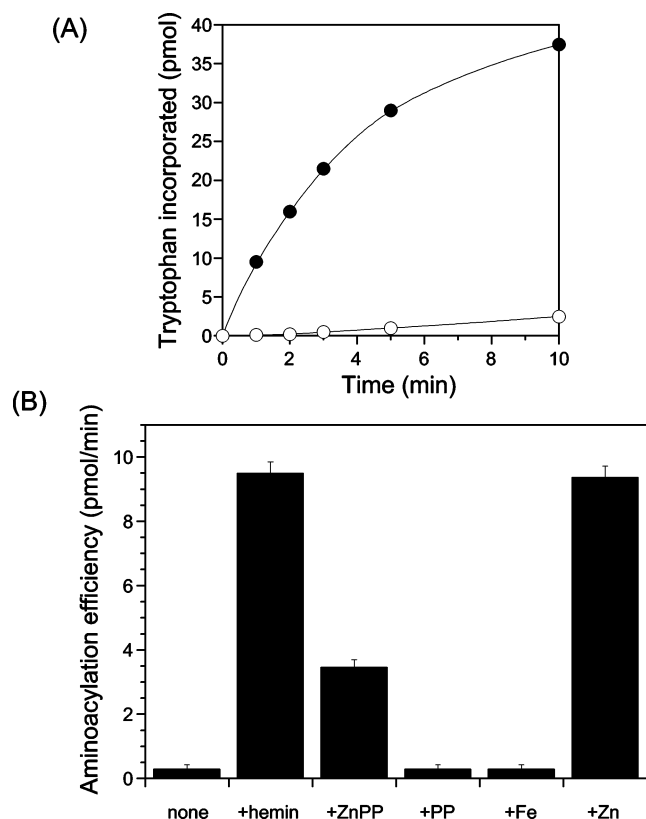 (A)
Tryptophan incorporated (pmol)
40
35
30
25
20
15
10
5
0
0 2 4 6 8 10
Time (min)
(B)
Aminoacylation efficiency (pmol/min)
10
8
6
4
2
0
none +hemin +ZnPP +PP +Fe +Zn